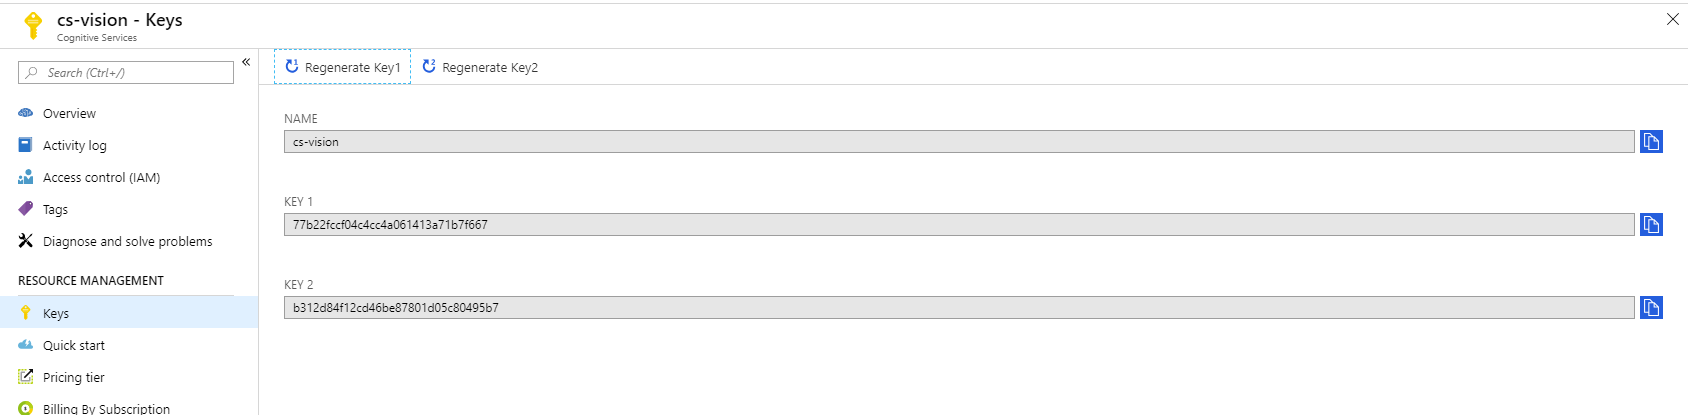 cs-vision - Keys
Cognitive Services
Search (Ctrl+/)
Overview
Activity log
Access control (IAM)
Tags
Diagnose and solve problems
RESOURCE MANAGEMENT
Keys
Quick start
Pricing tier
Billing By Subscription
Regenerate Key1
Regenerate Key2
NAME
cs-vision
KEY 1
77b22fccf04c4cc4a061413a71b7f667
KEY 2
b312d84f12cd46be87801d05c80495b7